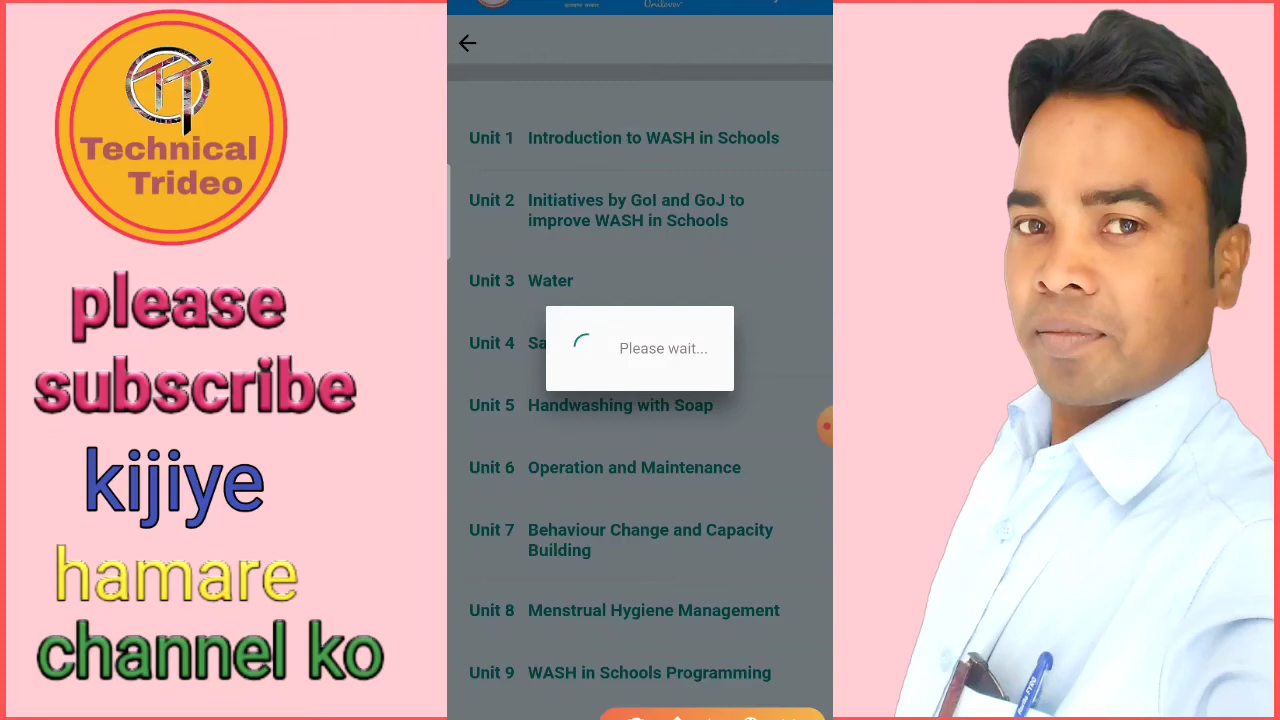 TT
Technical
Trideo
please
subscribe
kijiye
hamare
channel ko
Unilever
Unit 1 Introduction to WASH in Schools
Unit 2 Initiatives by GoI and GoJ to
improve WASH in Schools
Unit 3 Water
Unit 4 Sa
Please wait...
Unit 5 Handwashing with Soap
Unit 6 Operation and Maintenance
Unit 7 Behaviour Change and Capacity
Building
Unit 8 Menstrual Hygiene Management
Unit 9 WASH in Schools Programming